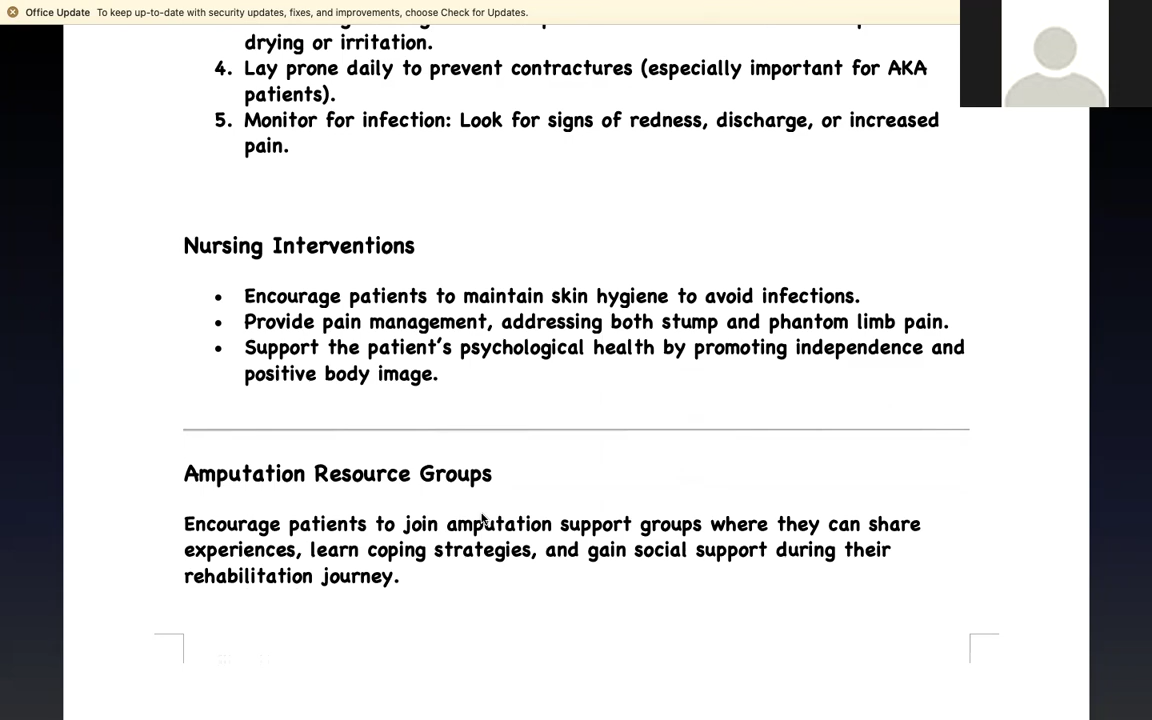 Office Update To keep up-to-date with security updates, fixes, and improvements, choose Check for Updates.
drying or irritation.
4. Lay prone daily to prevent contractures (especially important for AKA
patients).
5. Monitor for infection: Look for signs of redness, discharge, or increased
pain.
Nursing Interventions
• Encourage patients to maintain skin hygiene to avoid infections.
• Provide pain management, addressing both stump and phantom limb pain.
• Support the patient’s psychological health by promoting independence and
positive body image.
Amputation Resource Groups
Encourage patients to join amputation support groups where they can share
experiences, learn coping strategies, and gain social support during their
rehabilitation journey.